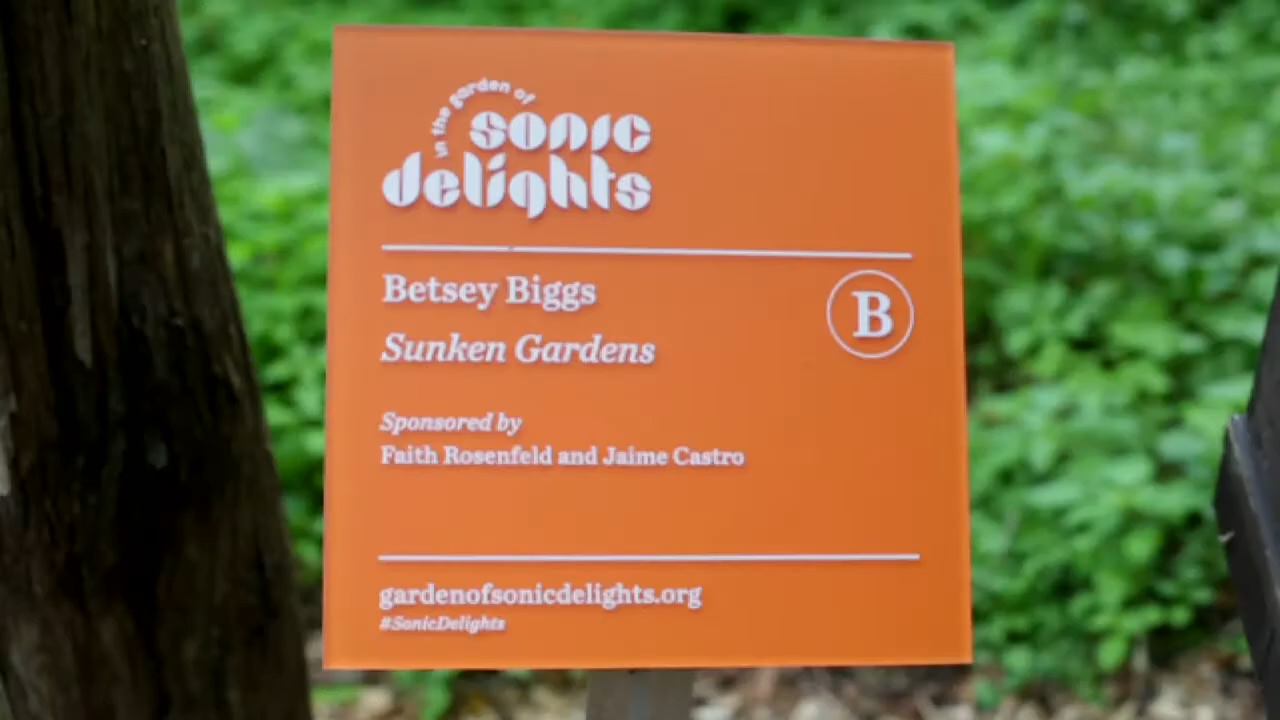 in the garden of
sonic
delights
Betsey Biggs
B
Sunken Gardens
Sponsored by
Faith Rosenfeld and Jaime Castro
gardenofsonicdelights.org
#SonicDelights